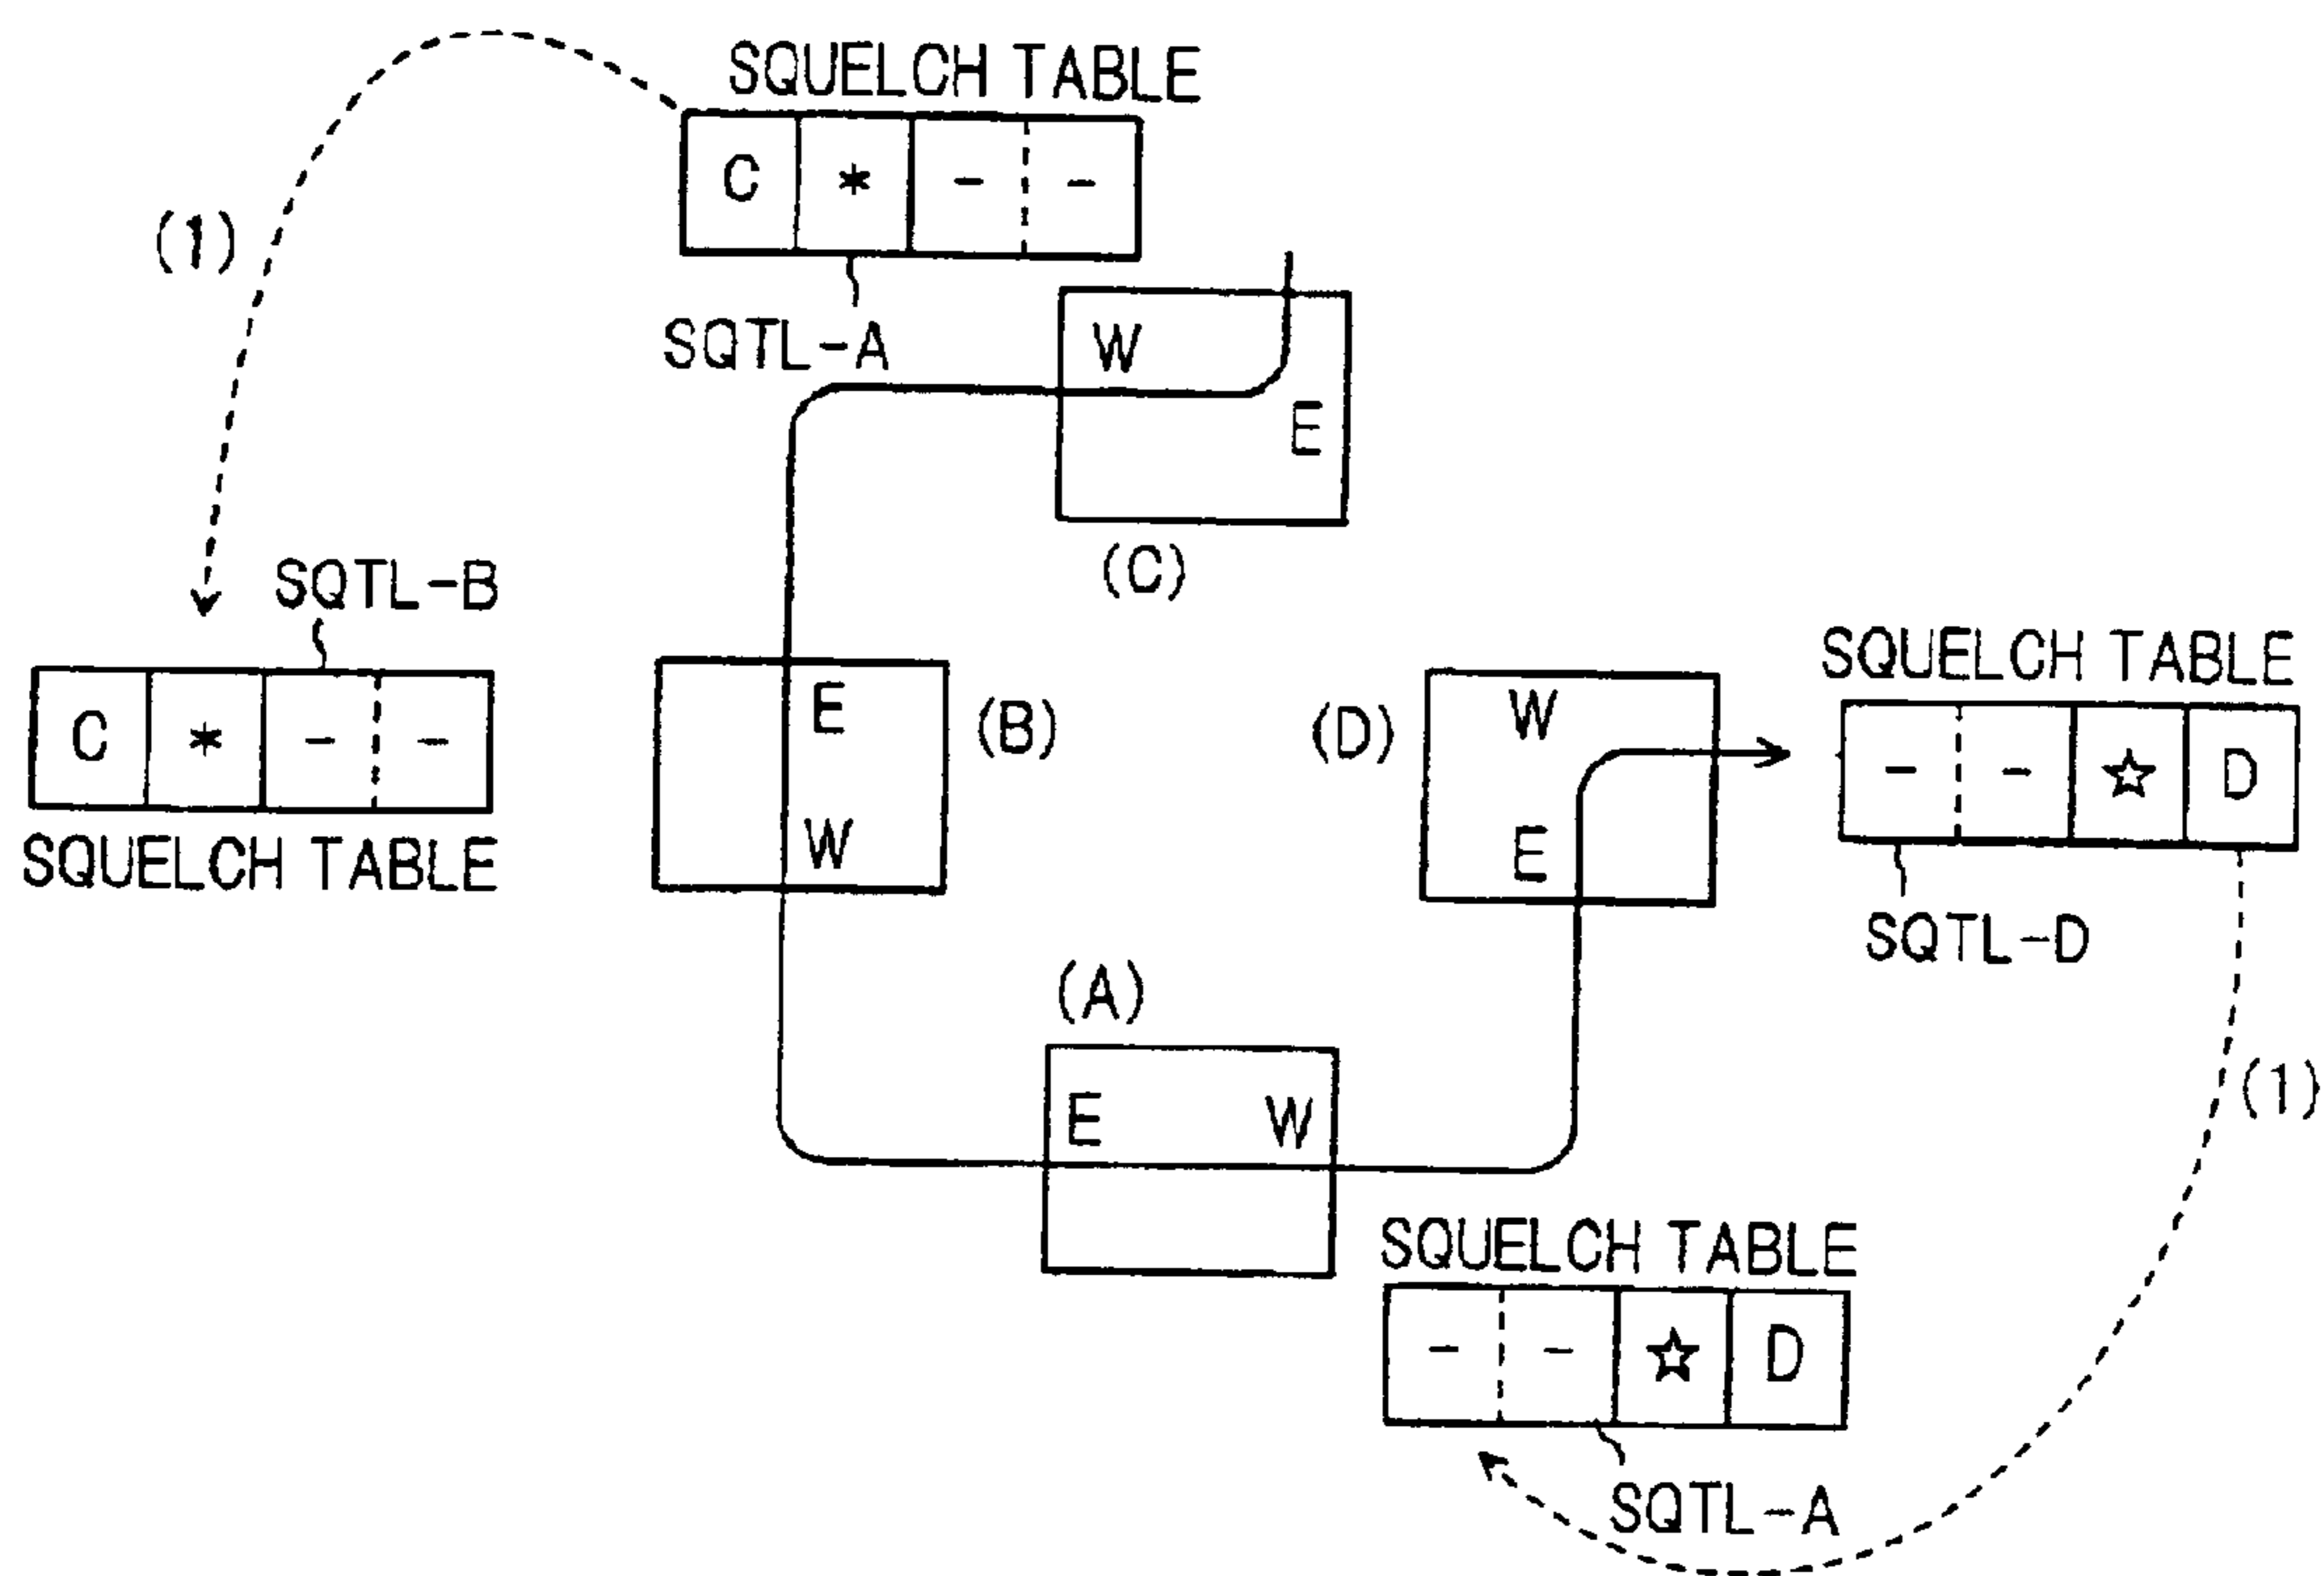 SQUELCH TABLE
C * - -
(1)
SQTL-A
W
E
(C)
SQTL-B
C * - -
SQUELCH TABLE
E
(B)
W
(D)
W
E
SQUELCH TABLE
- - ☆ D
SQTL-D
(A)
E W
(1)
SQUELCH TABLE
- - ☆ D
SQTL-A